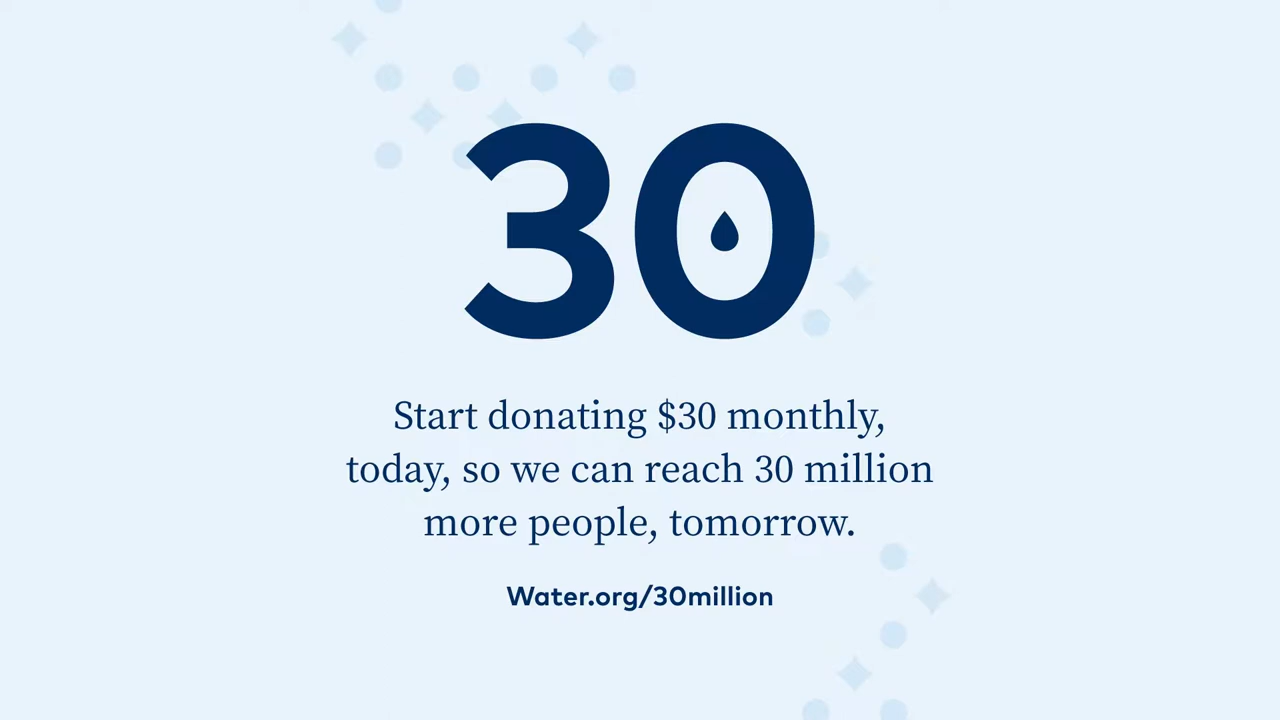 30
Start donating $30 monthly,
today, so we can reach 30 million
more people, tomorrow.
Water.org/30million